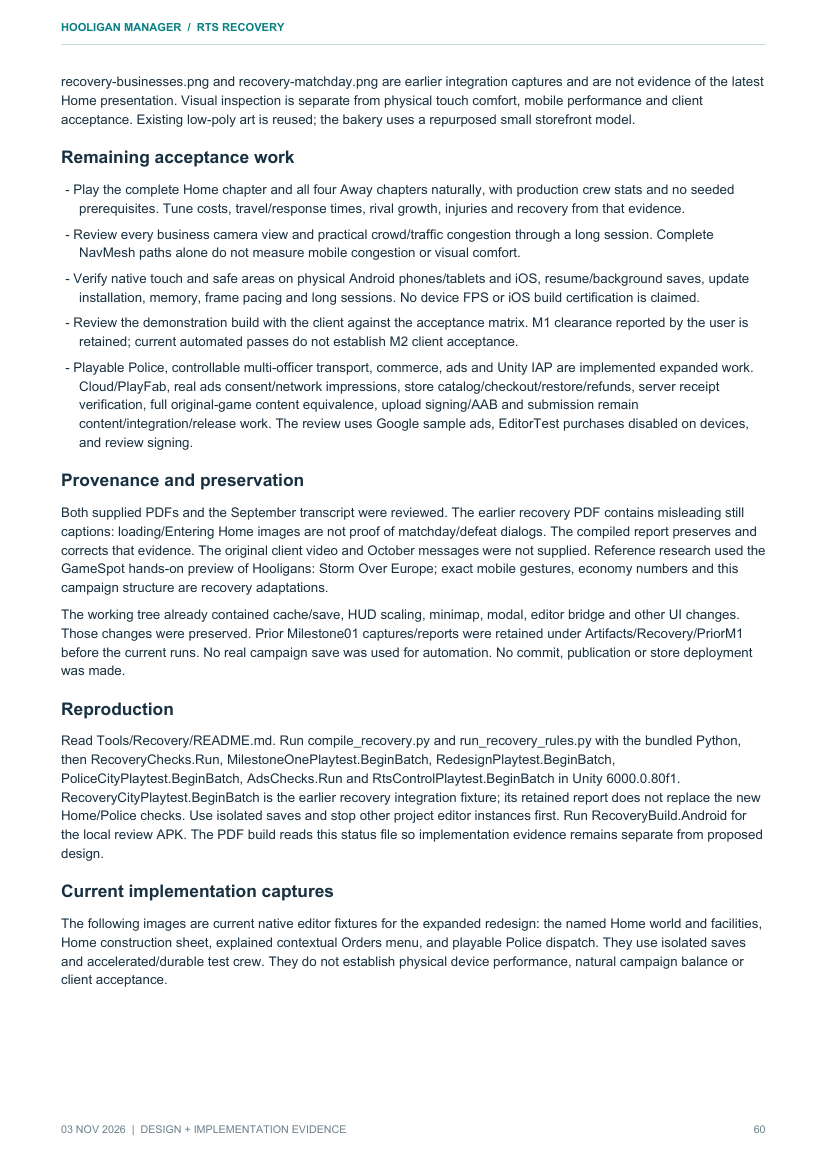 HOOLIGAN MANAGER / RTS RECOVERY
recovery-businesses.png and recovery-matchday.png are earlier integration captures and are not evidence of the latest
Home presentation. Visual inspection is separate from physical touch comfort, mobile performance and client
acceptance. Existing low-poly art is reused; the bakery uses a repurposed small storefront model.
Remaining acceptance work
- Play the complete Home chapter and all four Away chapters naturally, with production crew stats and no seeded
prerequisites. Tune costs, travel/response times, rival growth, injuries and recovery from that evidence.
- Review every business camera view and practical crowd/traffic congestion through a long session. Complete
NavMesh paths alone do not measure mobile congestion or visual comfort.
- Verify native touch and safe areas on physical Android phones/tablets and iOS, resume/background saves, update
installation, memory, frame pacing and long sessions. No device FPS or iOS build certification is claimed.
- Review the demonstration build with the client against the acceptance matrix. M1 clearance reported by the user is
retained; current automated passes do not establish M2 client acceptance.
- Playable Police, controllable multi-officer transport, commerce, ads and Unity IAP are implemented expanded work.
Cloud/PlayFab, real ads consent/network impressions, store catalog/checkout/restore/refunds, server receipt
verification, full original-game content equivalence, upload signing/AAB and submission remain
content/integration/release work. The review uses Google sample ads, EditorTest purchases disabled on devices,
and review signing.
Provenance and preservation
Both supplied PDFs and the September transcript were reviewed. The earlier recovery PDF contains misleading still
captions: loading/Entering Home images are not proof of matchday/defeat dialogs. The compiled report preserves and
corrects that evidence. The original client video and October messages were not supplied. Reference research used the
GameSpot hands-on preview of Hooligans: Storm Over Europe; exact mobile gestures, economy numbers and this
campaign structure are recovery adaptations.
The working tree already contained cache/save, HUD scaling, minimap, modal, editor bridge and other UI changes.
Those changes were preserved. Prior Milestone01 captures/reports were retained under Artifacts/Recovery/PriorM1
before the current runs. No real campaign save was used for automation. No commit, publication or store deployment
was made.
Reproduction
Read Tools/Recovery/README.md. Run compile_recovery.py and run_recovery_rules.py with the bundled Python,
then RecoveryChecks.Run, MilestoneOnePlaytest.BeginBatch, RedesignPlaytest.BeginBatch,
PoliceCityPlaytest.BeginBatch, AdsChecks.Run and RtsControlPlaytest.BeginBatch in Unity 6000.0.80f1.
RecoveryCityPlaytest.BeginBatch is the earlier recovery integration fixture; its retained report does not replace the new
Home/Police checks. Use isolated saves and stop other project editor instances first. Run RecoveryBuild.Android for
the local review APK. The PDF build reads this status file so implementation evidence remains separate from proposed
design.
Current implementation captures
The following images are current native editor fixtures for the expanded redesign: the named Home world and facilities,
Home construction sheet, explained contextual Orders menu, and playable Police dispatch. They use isolated saves
and accelerated/durable test crew. They do not establish physical device performance, natural campaign balance or
client acceptance.
03 NOV 2026 | DESIGN + IMPLEMENTATION EVIDENCE
60